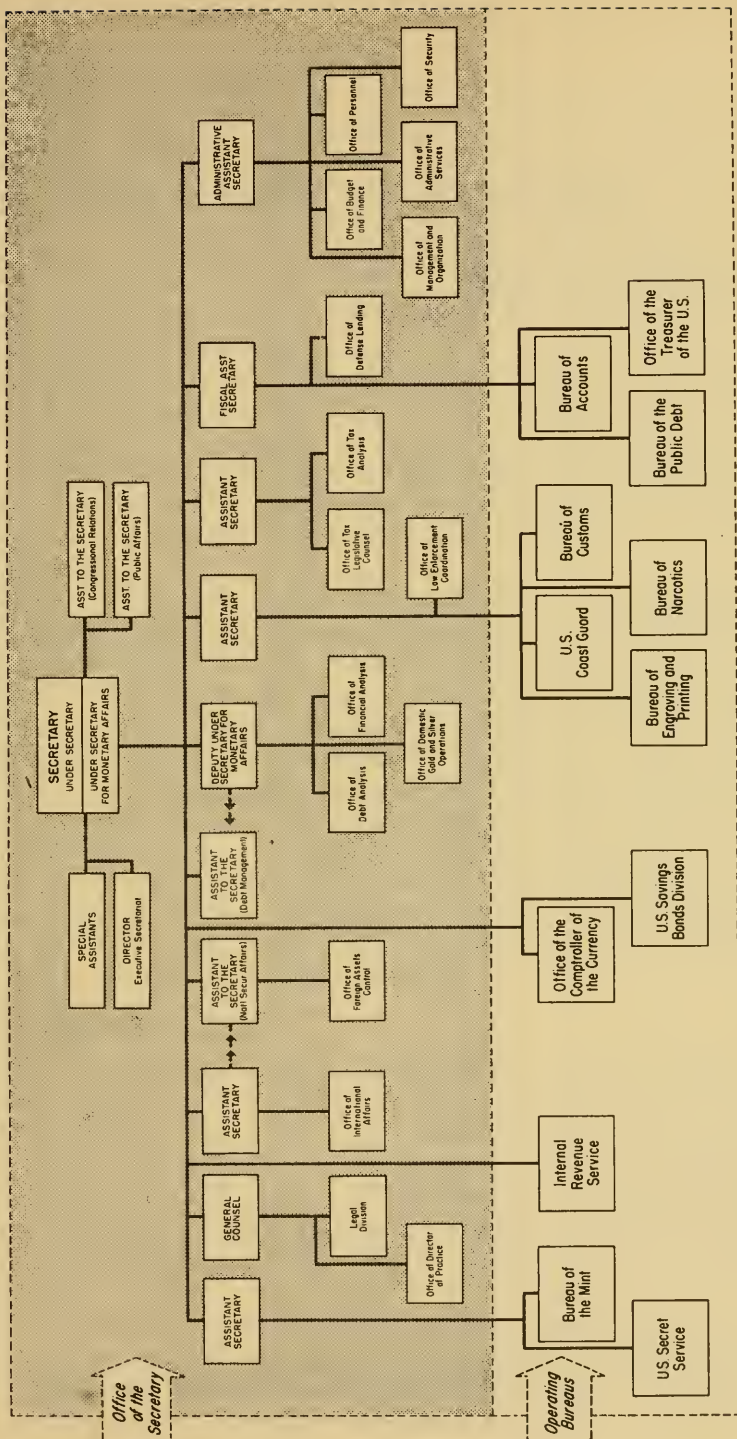 Office
of the
Secretary
SECRETARY
UNDER SECRETARY
UNDER SECRETARY
FOR MONETARY AFFAIRS
SPECIAL
ASSISTANTS
DIRECTOR
Executive Secretariat
ASST TO THE SECRETARY
(Congressional Relations)
ASST. TO THE SECRETARY
(Public Affairs)
ASSISTANT
SECRETARY
GENERAL
COUNSEL
ASSISTANT
SECRETARY
ASSISTANT
TO THE
SECRETARY
(Natl Secur Affairs)
ASSISTANT
TO THE
SECRETARY
(Debt Management)
DEPUTY UNDER
SECRETARY FOR
MONETARY
AFFAIRS
ASSISTANT
SECRETARY
ASSISTANT
SECRETARY
FISCAL ASST
SECRETARY
ADMINISTRATIVE
ASSISTANT
SECRETARY
Legal
Division
Office of Director
of Practice
Office of
International
Affairs
Office of
Foreign Assets
Control
Office of
Debt Analysis
Office of
Financial Analysis
Office of Domestic
Gold and Silver
Operations
Office of
Law Enforcement
Coordination
Office of Tax
Legislative
Counsel
Office of Tax
Analysis
Office of
Defense Lending
Office of Budget
and Finance
Office of Personnel
Office of
Management and
Organization
Office of
Administrative
Services
Office of Security
Operating
Bureaus
Bureau of
the Mint
U.S. Secret
Service
Internal
Revenue
Service
Office of the
Comptroller of
the Currency
U.S. Savings
Bonds Division
U.S.
Coast Guard
Bureau of
Customs
Bureau of
Engraving and
Printing
Bureau of
Narcotics
Bureau of
Accounts
Bureau of the
Public Debt
Office of the
Treasurer
of the U.S.